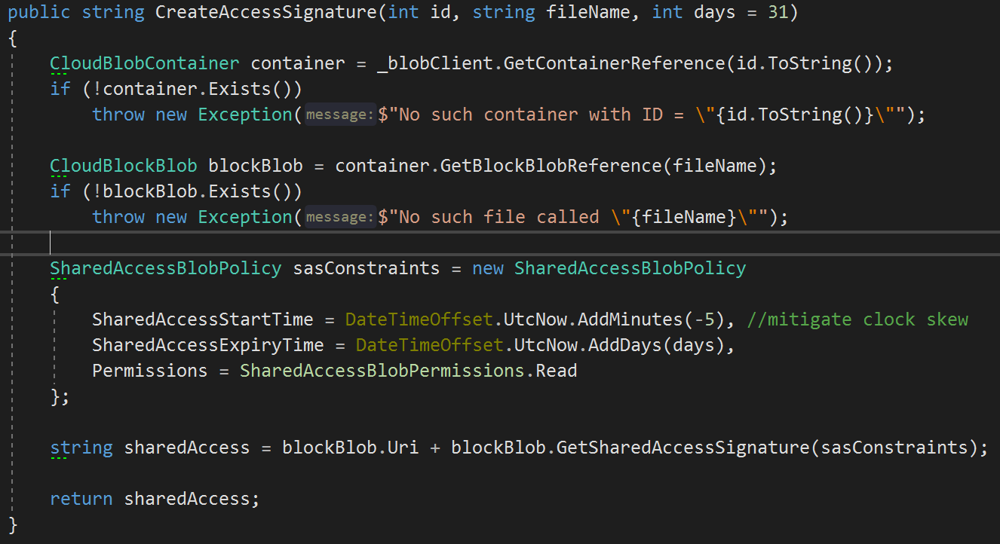 public string CreateAccessSignature(int id, string fileName, int days = 31)
{
    CloudBlobContainer container = _blobClient.GetContainerReference(id.ToString());
    if (!container.Exists())
        throw new Exception(message:$"No such container with ID = \"{id.ToString()}\"");

    CloudBlockBlob blockBlob = container.GetBlockBlobReference(fileName);
    if (!blockBlob.Exists())
        throw new Exception(message:$"No such file called \"{fileName}\"");

    SharedAccessBlobPolicy sasConstraints = new SharedAccessBlobPolicy
    {
        SharedAccessStartTime = DateTimeOffset.UtcNow.AddMinutes(-5), //mitigate clock skew
        SharedAccessExpiryTime = DateTimeOffset.UtcNow.AddDays(days),
        Permissions = SharedAccessBlobPermissions.Read
    };

    string sharedAccess = blockBlob.Uri + blockBlob.GetSharedAccessSignature(sasConstraints);

    return sharedAccess;
}